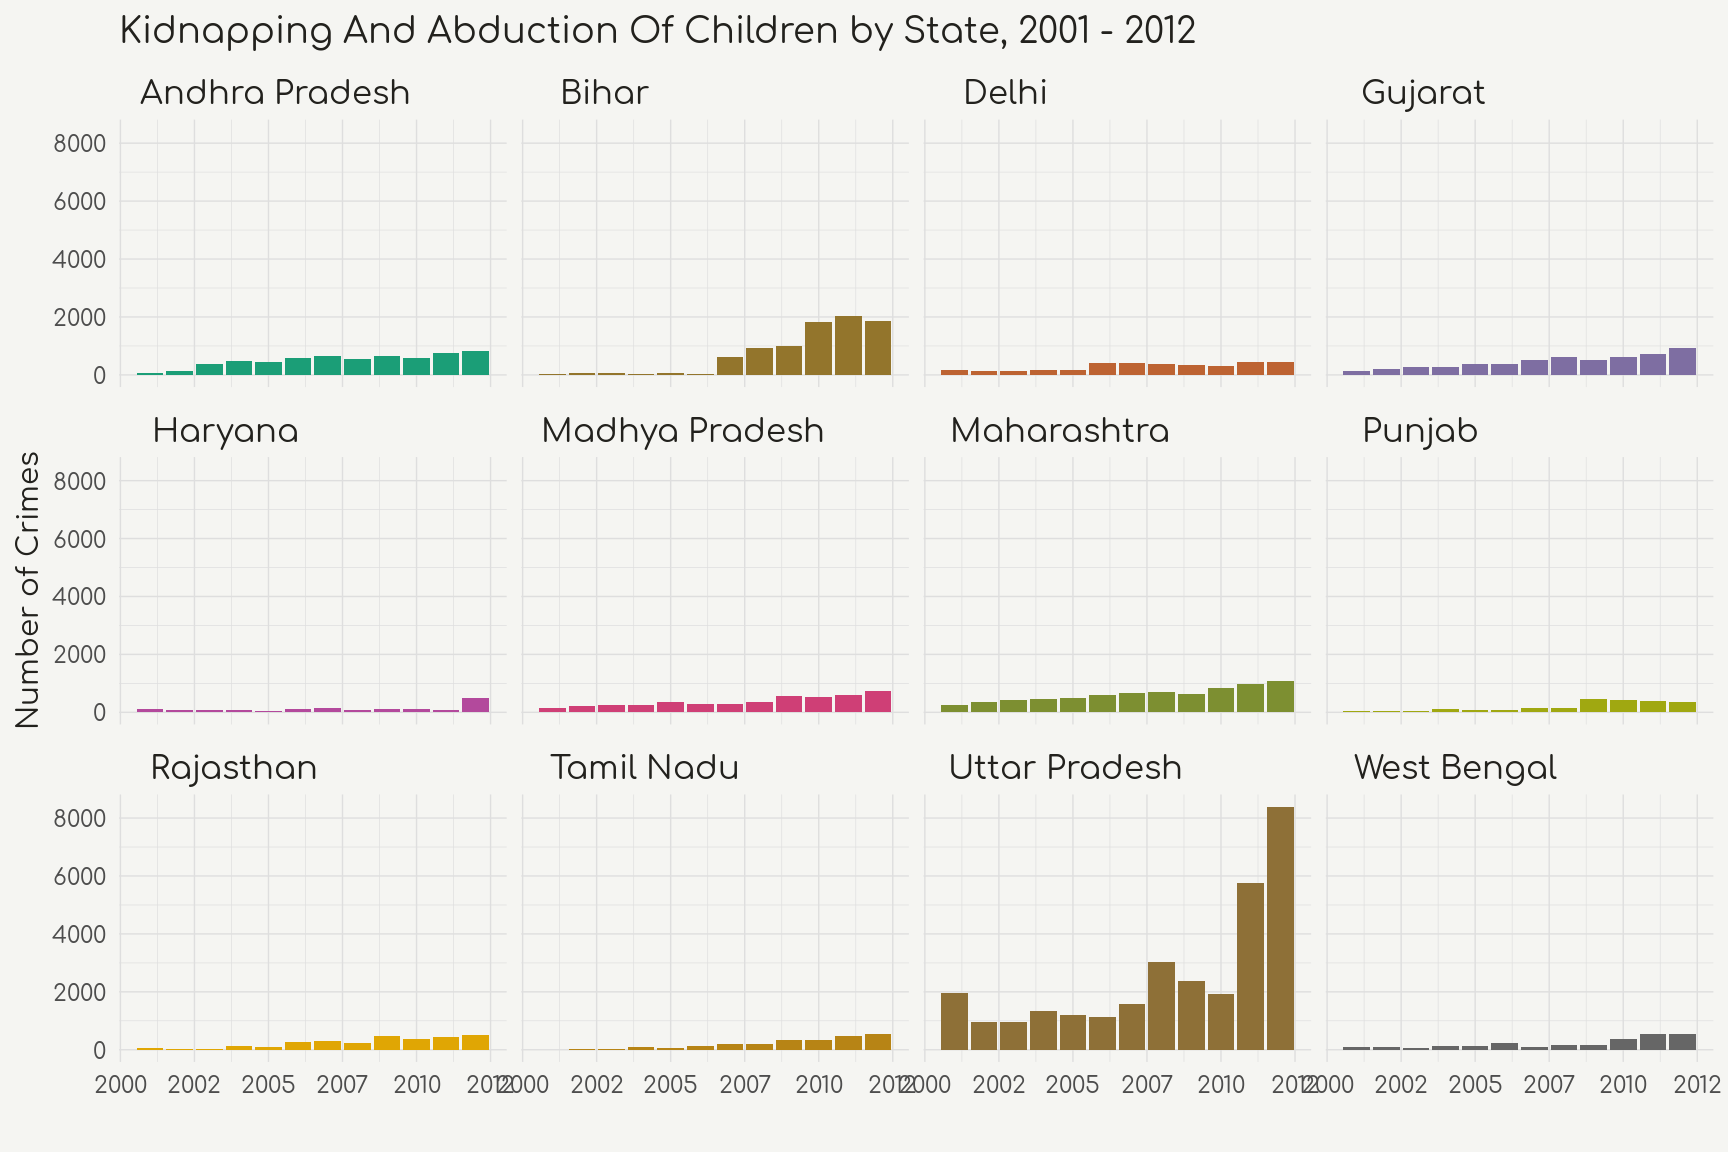 Kidnapping And Abduction Of Children by State, 2001 - 2012
Andhra Pradesh Bihar Delhi Gujarat
8000
6000
4000
2000
0
Haryana Madhya Pradesh Maharashtra Punjab
Number of Crimes
8000
6000
4000
2000
0
Rajasthan Tamil Nadu Uttar Pradesh West Bengal
8000
6000
4000
2000
0
2000 2002 2005 2007 2010 2012 2000 2002 2005 2007 2010 2012 2000 2002 2005 2007 2010 2012 2000 2002 2005 2007 2010 2012